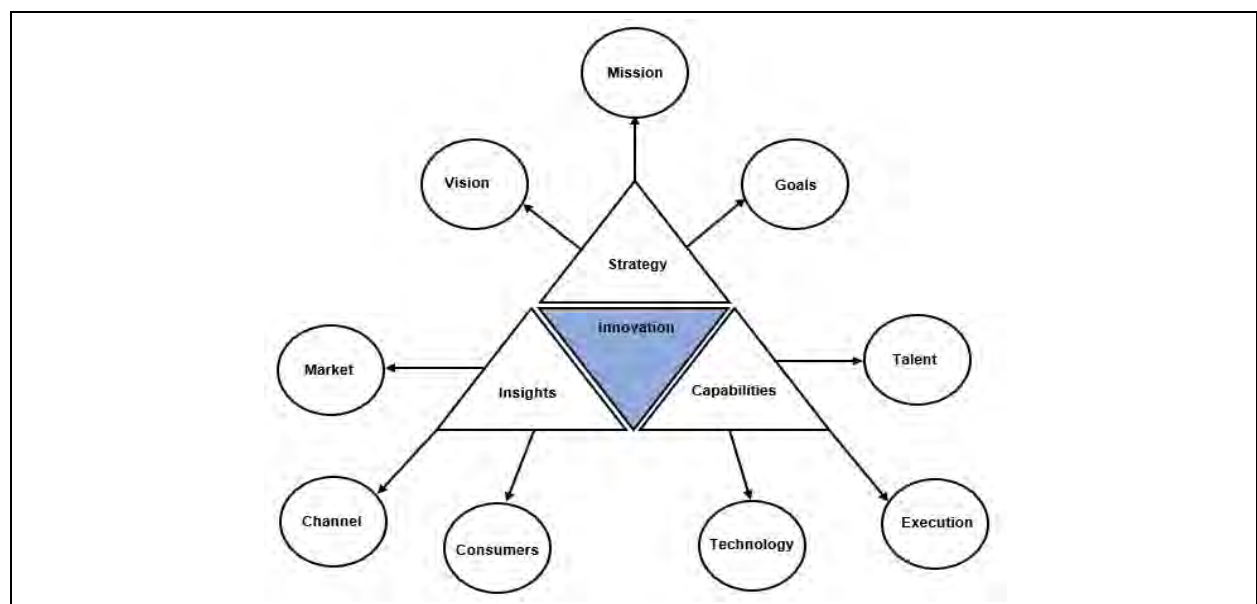 Mission
Vision
Goals
Strategy
innovation
Market
Insights
Capabilities
Talent
Channel
Consumers
Technology
Execution